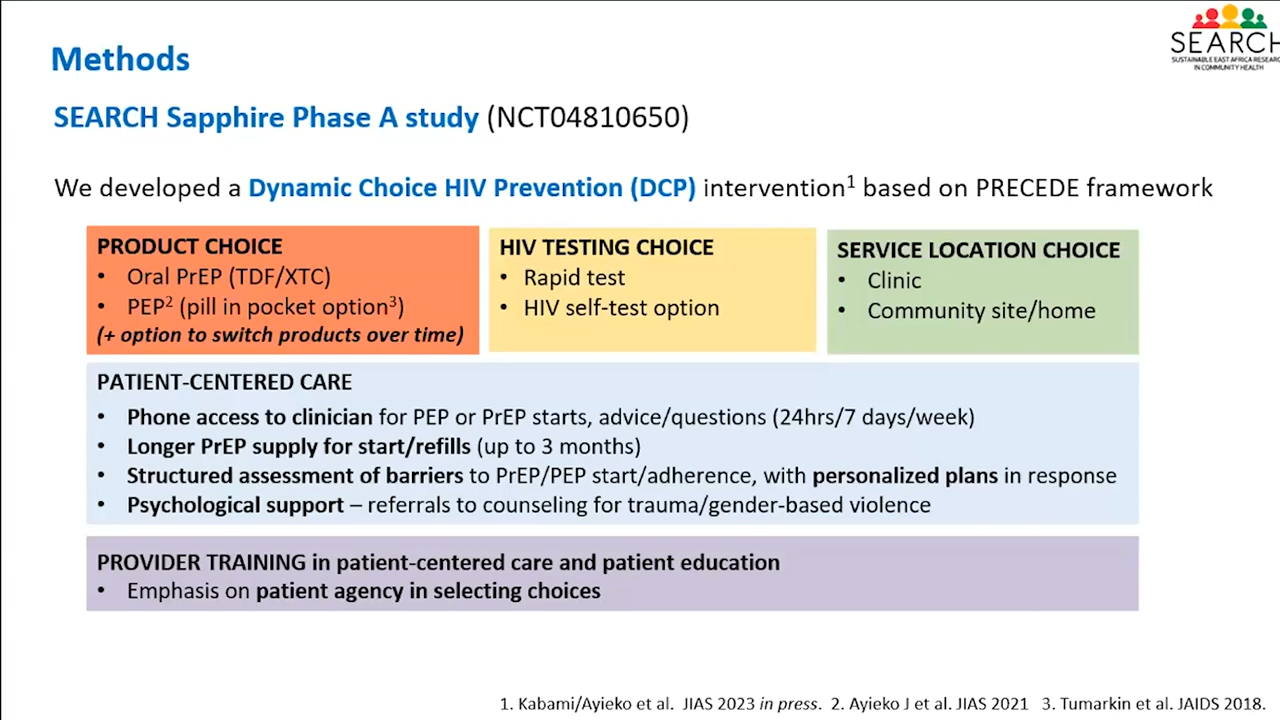 Methods
SEARCH
SUSTAINABLE EAST AFRICA RESEARC
IN COMMUNITY HEALTH
SEARCH Sapphire Phase A study (NCT04810650)
We developed a Dynamic Choice HIV Prevention (DCP) intervention¹ based on PRECEDE framework
PRODUCT CHOICE
• Oral PrEP (TDF/XTC)
• PEP² (pill in pocket option³)
(+ option to switch products over time)
HIV TESTING CHOICE
• Rapid test
• HIV self-test option
SERVICE LOCATION CHOICE
• Clinic
• Community site/home
PATIENT-CENTERED CARE
• Phone access to clinician for PEP or PrEP starts, advice/questions (24hrs/7 days/week)
• Longer PrEP supply for start/refills (up to 3 months)
• Structured assessment of barriers to PrEP/PEP start/adherence, with personalized plans in response
• Psychological support – referrals to counseling for trauma/gender-based violence
PROVIDER TRAINING in patient-centered care and patient education
• Emphasis on patient agency in selecting choices
1. Kabami/Ayieko et al. JIAS 2023 in press. 2. Ayieko J et al. JIAS 2021 3. Tumarkin et al. JAIDS 2018.